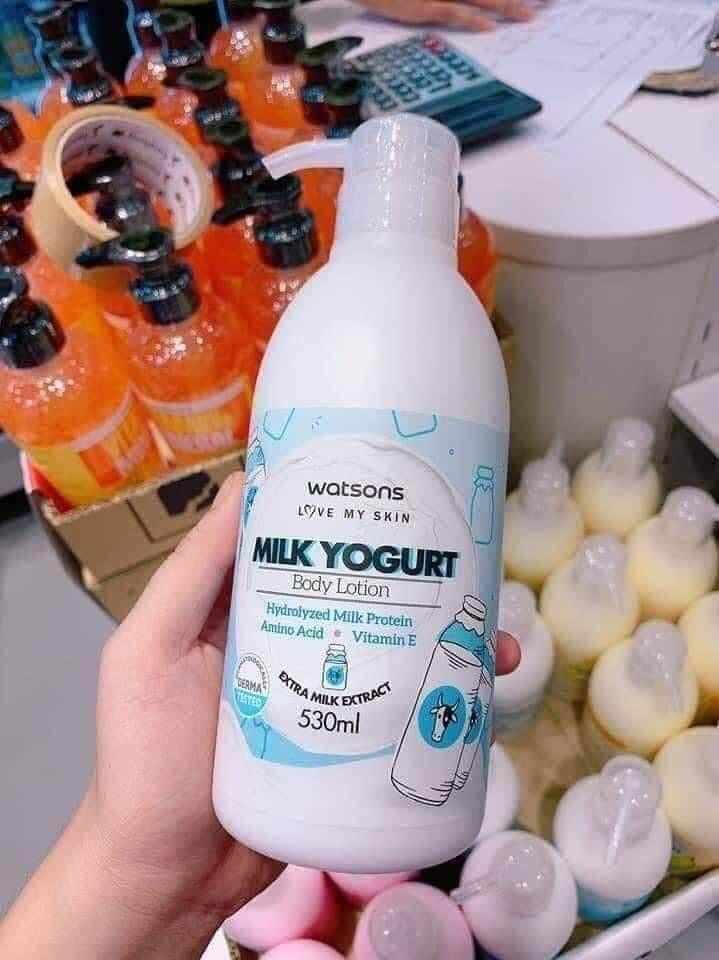 watsons
LOVE MY SKIN
MILK YOGURT
Body Lotion
Hydrolyzed Milk Protein
Amino Acid • Vitamin E
DERMATOLOGICALLY
DERMA
TESTED
EXTRA MILK EXTRACT
530ml